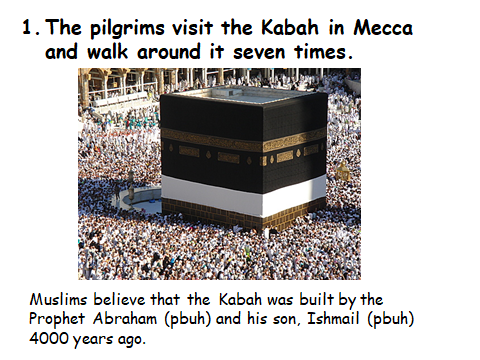 1. The pilgrims visit the Kabah in Mecca
and walk around it seven times.
Muslims believe that the Kabah was built by the
Prophet Abraham (pbuh) and his son, Ishmail (pbuh)
4000 years ago.